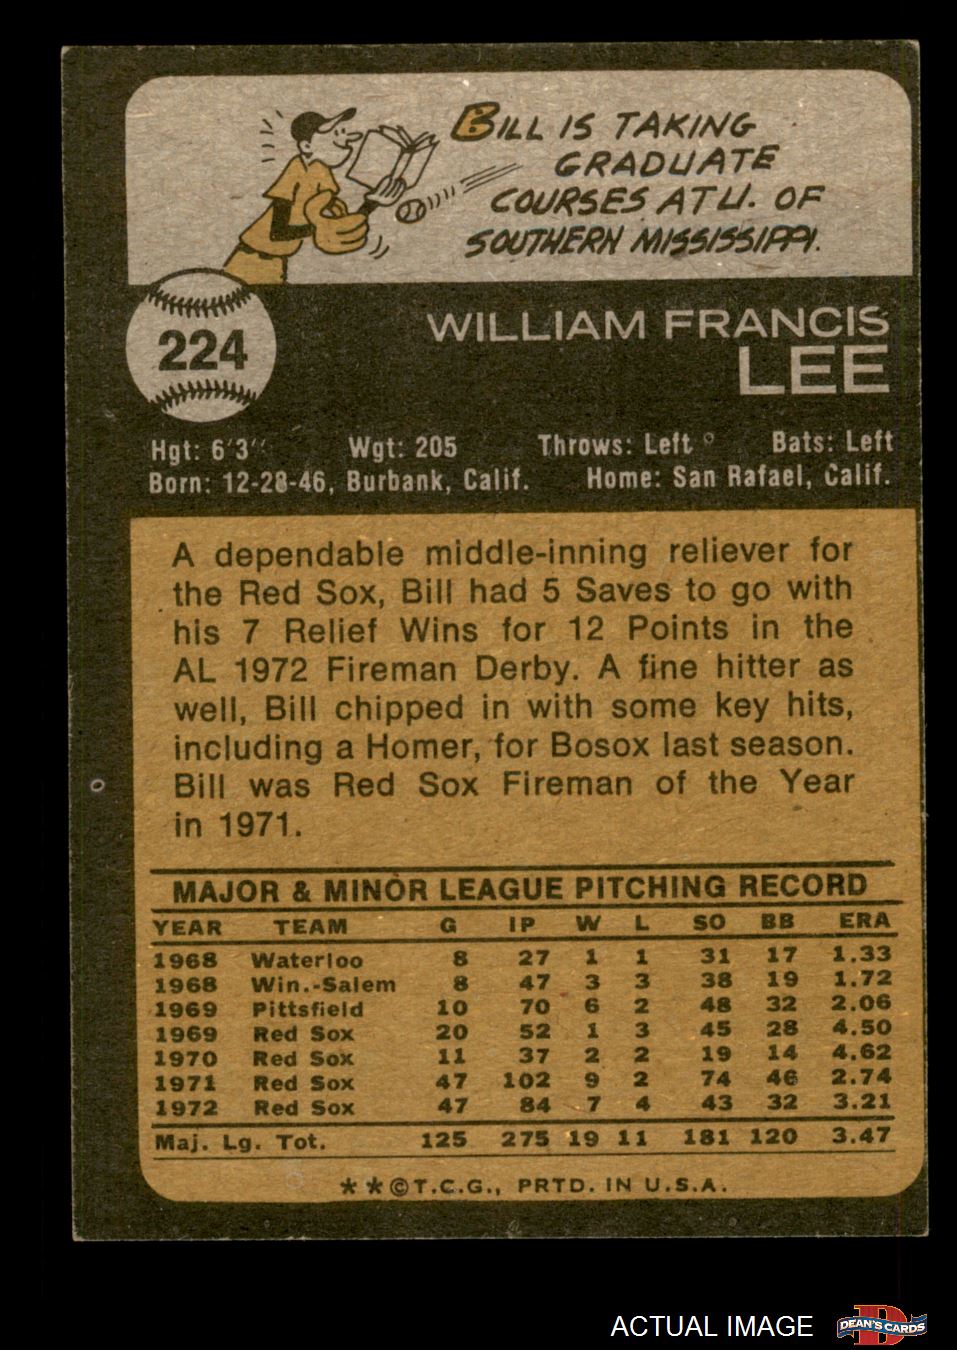 BILL IS TAKING
GRADUATE
COURSES AT U. OF
SOUTHERN MISSISSIPPI.
224
WILLIAM FRANCIS
LEE
Hgt: 6'3" Wgt: 205 Throws: Left Bats: Left
Born: 12-28-46, Burbank, Calif. Home: San Rafael, Calif.
A dependable middle-inning reliever for
the Red Sox, Bill had 5 Saves to go with
his 7 Relief Wins for 12 Points in the
AL 1972 Fireman Derby. A fine hitter as
well, Bill chipped in with some key hits,
including a Homer, for Bosox last season.
Bill was Red Sox Fireman of the Year
in 1971.
MAJOR & MINOR LEAGUE PITCHING RECORD
YEAR TEAM G IP W L SO BB ERA
1968 Waterloo 8 27 1 1 31 17 1.33
1968 Win.-Salem 8 47 3 3 38 19 1.72
1969 Pittsfield 10 70 6 2 48 32 2.06
1969 Red Sox 20 52 1 3 45 28 4.50
1970 Red Sox 11 37 2 2 19 14 4.62
1971 Red Sox 47 102 9 2 74 46 2.74
1972 Red Sox 47 84 7 4 43 32 3.21
Maj. Lg. Tot. 125 275 19 11 181 120 3.47
**©T.C.G., PRTD. IN U.S.A.
ACTUAL IMAGE
D
DEAN'S CARDS